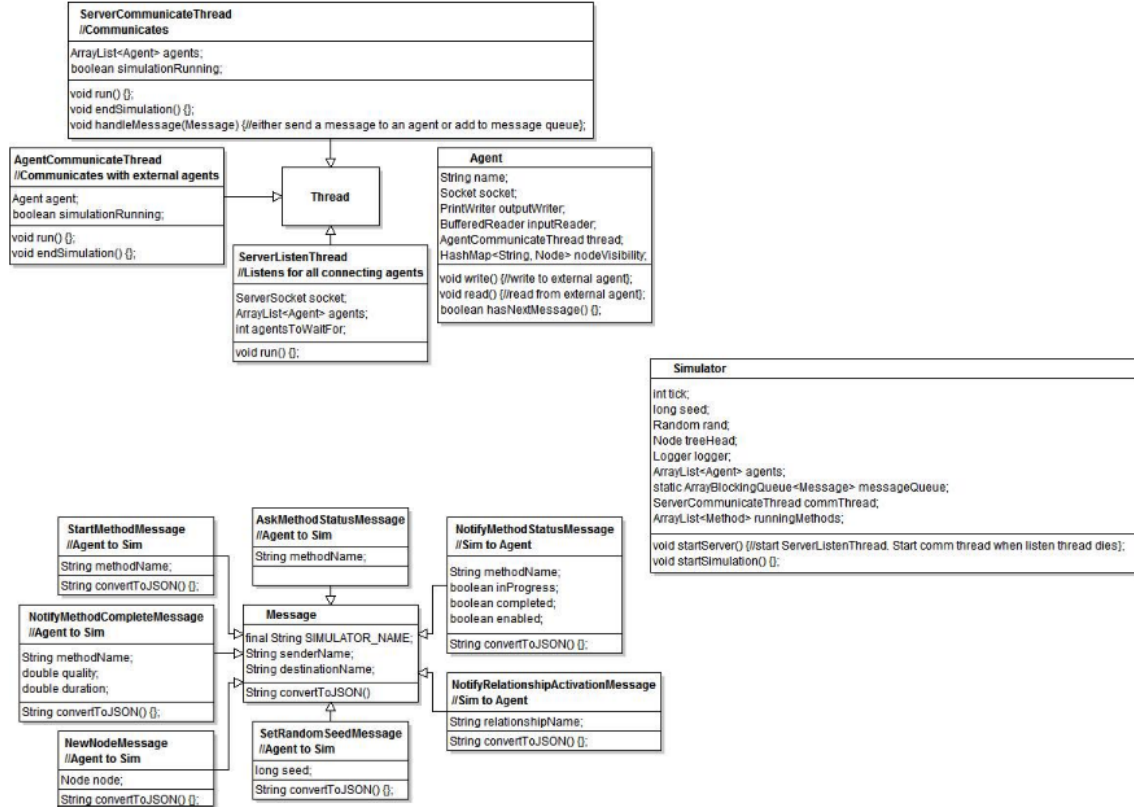 ServerCommunicateThread
//Communicates
ArrayList<Agent> agents;
boolean simulationRunning;
void run() {};
void endSimulation() {};
void handleMessage(Message) {//either send a message to an agent or add to message queue};
AgentCommunicateThread
//Communicates with external agents
Agent agent;
boolean simulationRunning;
void run() {};
void endSimulation() {};
Thread
Agent
String name;
Socket socket;
PrintWriter outputWriter;
BufferedReader inputReader;
AgentCommunicateThread thread;
HashMap<String, Node> nodeVisibility;
void write() {//write to external agent};
void read() {//read from external agent};
boolean hasNextMessage() {};
ServerListenThread
//Listens for all connecting agents
ServerSocket socket;
ArrayList<Agent> agents;
int agentsToWaitFor;
void run() {};
Simulator
int tick;
long seed;
Random rand;
Node treeHead;
Logger logger;
ArrayList<Agent> agents;
static ArrayBlockingQueue<Message> messageQueue;
ServerCommunicateThread commThread;
ArrayList<Method> runningMethods;
void startServer() {//start ServerListenThread. Start comm thread when listen thread dies};
void startSimulation() {};
StartMethodMessage
//Agent to Sim
String methodName;
String convertToJSON() {};
AskMethodStatusMessage
//Agent to Sim
String methodName;
NotifyMethodStatusMessage
//Sim to Agent
String methodName;
boolean inProgress;
boolean completed;
boolean enabled;
String convertToJSON() {};
NotifyMethodCompleteMessage
//Agent to Sim
String methodName;
double quality;
double duration;
String convertToJSON() {};
Message
final String SIMULATOR_NAME;
String senderName;
String destinationName;
String convertToJSON()
NotifyRelationshipActivationMessage
//Sim to Agent
String relationshipName;
String convertToJSON() {};
NewNodeMessage
//Agent to Sim
Node node;
String convertToJSON() {};
SetRandomSeedMessage
//Agent to Sim
long seed;
String convertToJSON() {};